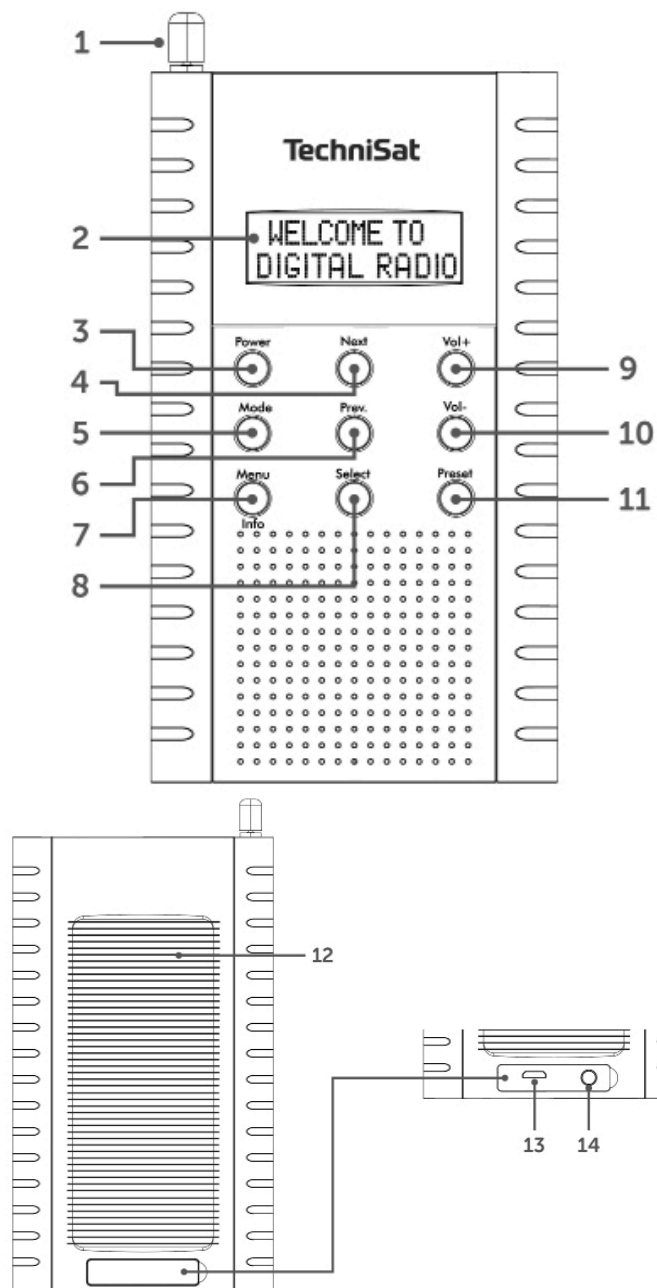 1
TechniSat
2
WELCOME TO
DIGITAL RADIO
Power Next Vol+
3
4
9
Mode Prev. Vol-
5
6
10
Menu Select Preset
7
Info
8
11
12
13 14